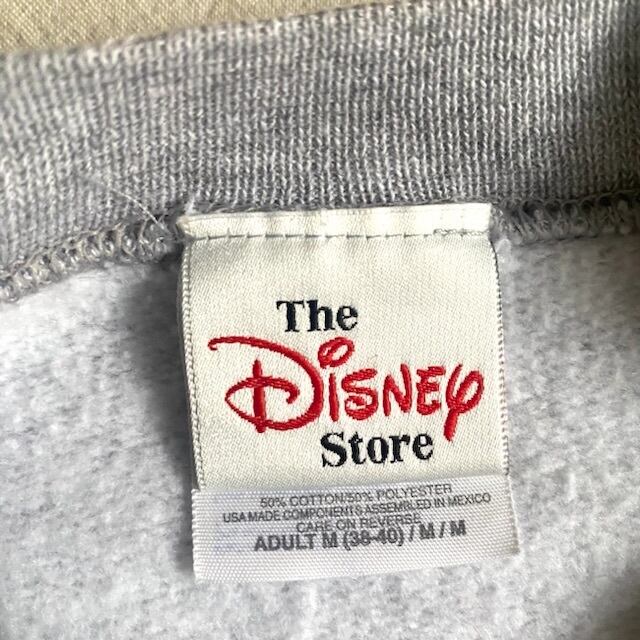 The
Disney
Store
50% COTTON/50% POLYESTER
USA MADE COMPONENTS ASSEMBLED IN MEXICO
CARE ON REVERSE
ADULT M (38-40) / M / M